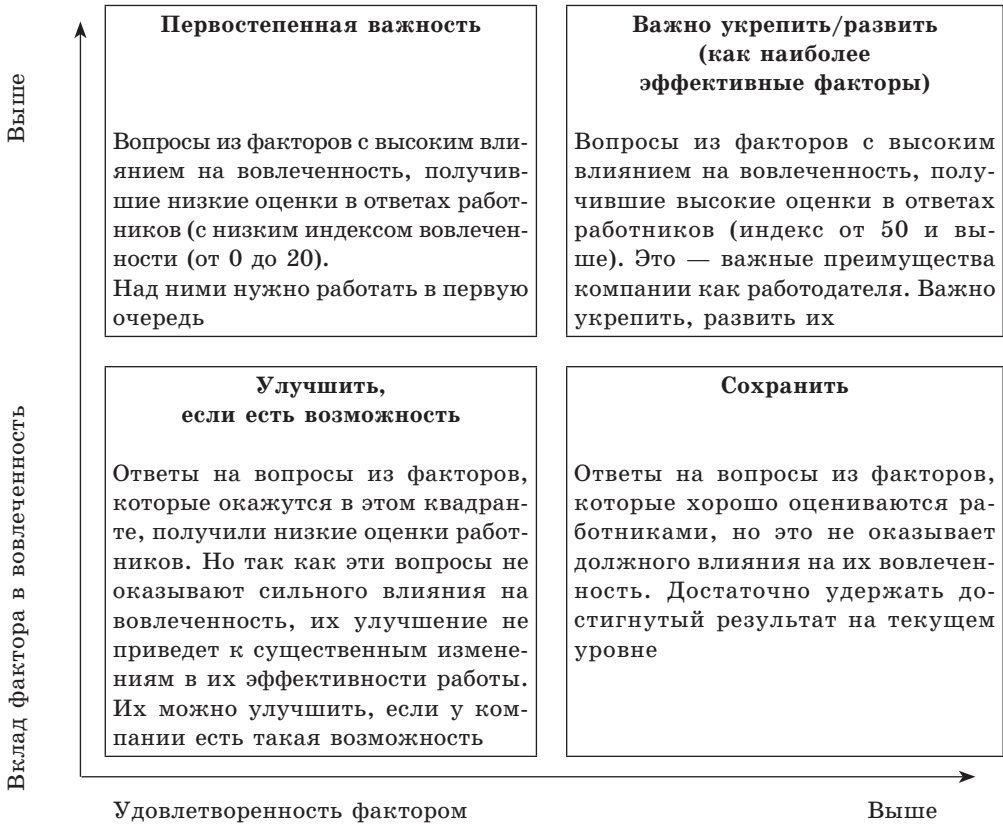 Выше
Вклад фактора в вовлеченность
Первостепенная важность
Вопросы из факторов с высоким вли-
янием на вовлеченность, получив-
шие низкие оценки в ответах работ-
ников (с низким индексом вовлечен-
ности (от 0 до 20).
Над ними нужно работать в первую
очередь
Важно укрепить/развить
(как наиболее
эффективные факторы)
Вопросы из факторов с высоким
влиянием на вовлеченность, полу-
чившие высокие оценки в ответах
работников (индекс от 50 и вы-
ше). Это — важные преимущества
компании как работодателя. Важно
укрепить, развить их
Улучшить,
если есть возможность
Ответы на вопросы из факторов,
которые окажутся в этом квадран-
те, получили низкие оценки работ-
ников. Но так как эти вопросы не
оказывают сильного влияния на
вовлеченность, их улучшение не
приведет к существенным измене-
ниям в их эффективности работы.
Их можно улучшить, если у ком-
пании есть такая возможность
Сохранить
Ответы на вопросы из факторов,
которые хорошо оцениваются ра-
ботниками, но это не оказывает
должного влияния на их вовлечен-
ность. Достаточно удержать до-
стигнутый результат на текущем
уровне
Удовлетворенность фактором
Выше